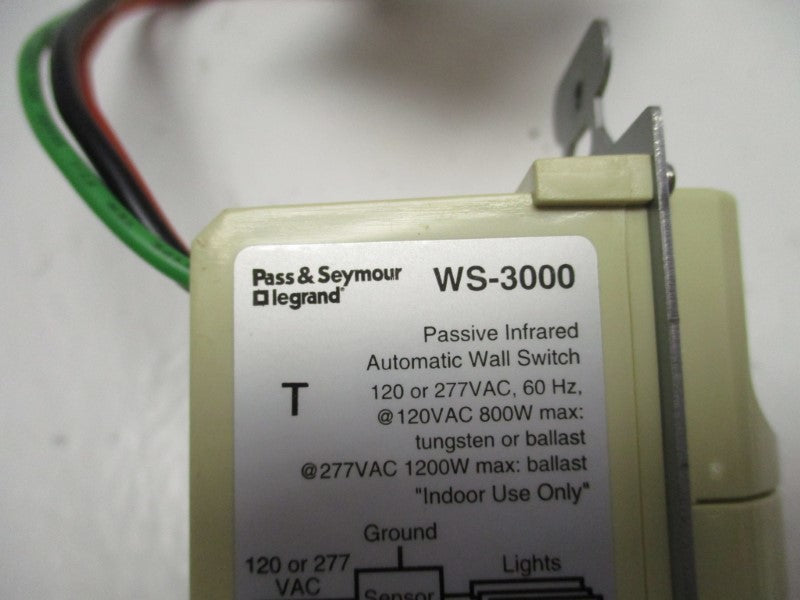 Pass & Seymour
legrand®
WS-3000
Passive Infrared
Automatic Wall Switch
T
120 or 277VAC, 60 Hz,
@120VAC 800W max:
tungsten or ballast
@277VAC 1200W max: ballast
"Indoor Use Only"
Ground
120 or 277
VAC
Sensor
Lights